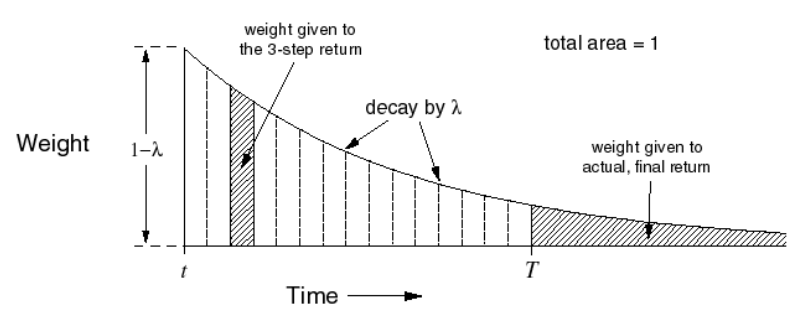 weight given to
the 3-step return
total area = 1
decay by λ
Weight
1−λ
weight given to
actual, final return
t
T
Time